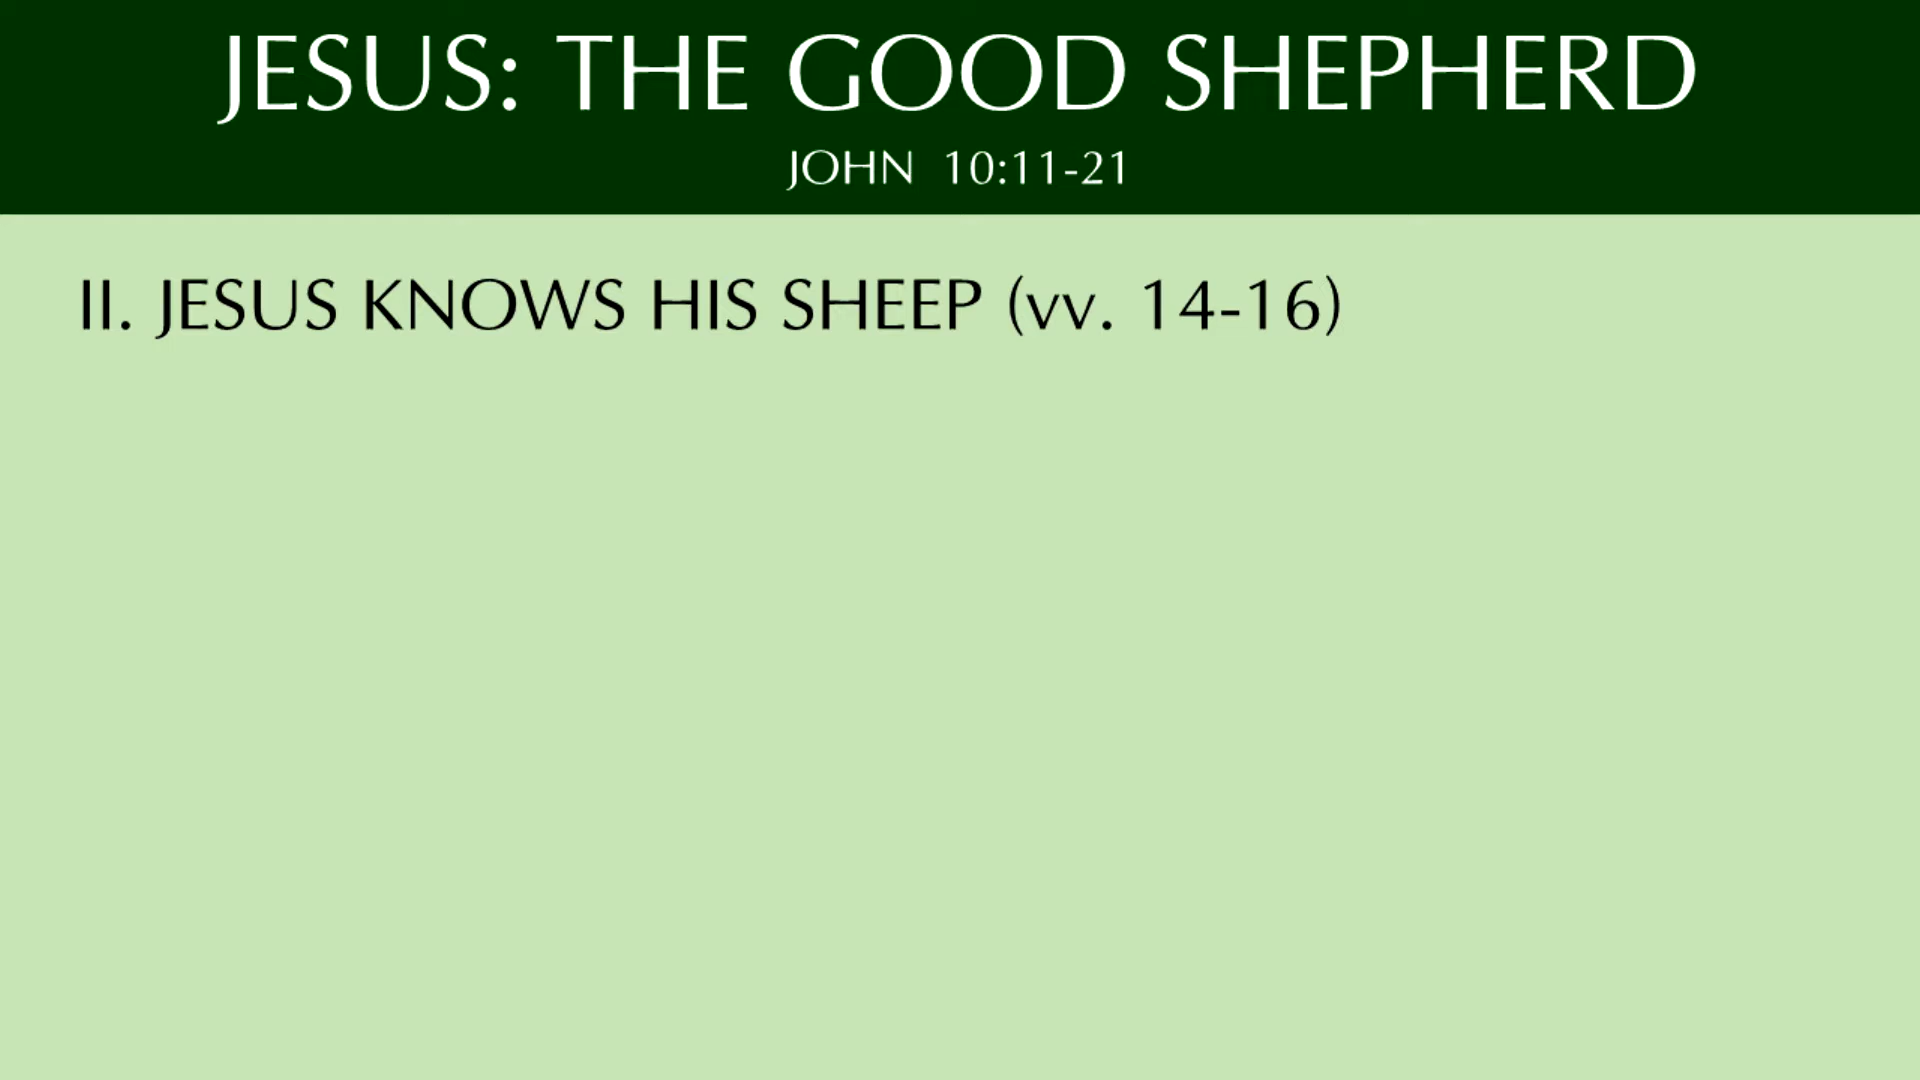 JESUS: THE GOOD SHEPHERD
JOHN 10:11-21
II. JESUS KNOWS HIS SHEEP (vv. 14-16)